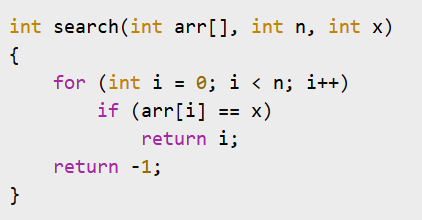 int search(int arr[], int n, int x)
{
    for (int i = 0; i < n; i++)
        if (arr[i] == x)
            return i;
    return -1;
}